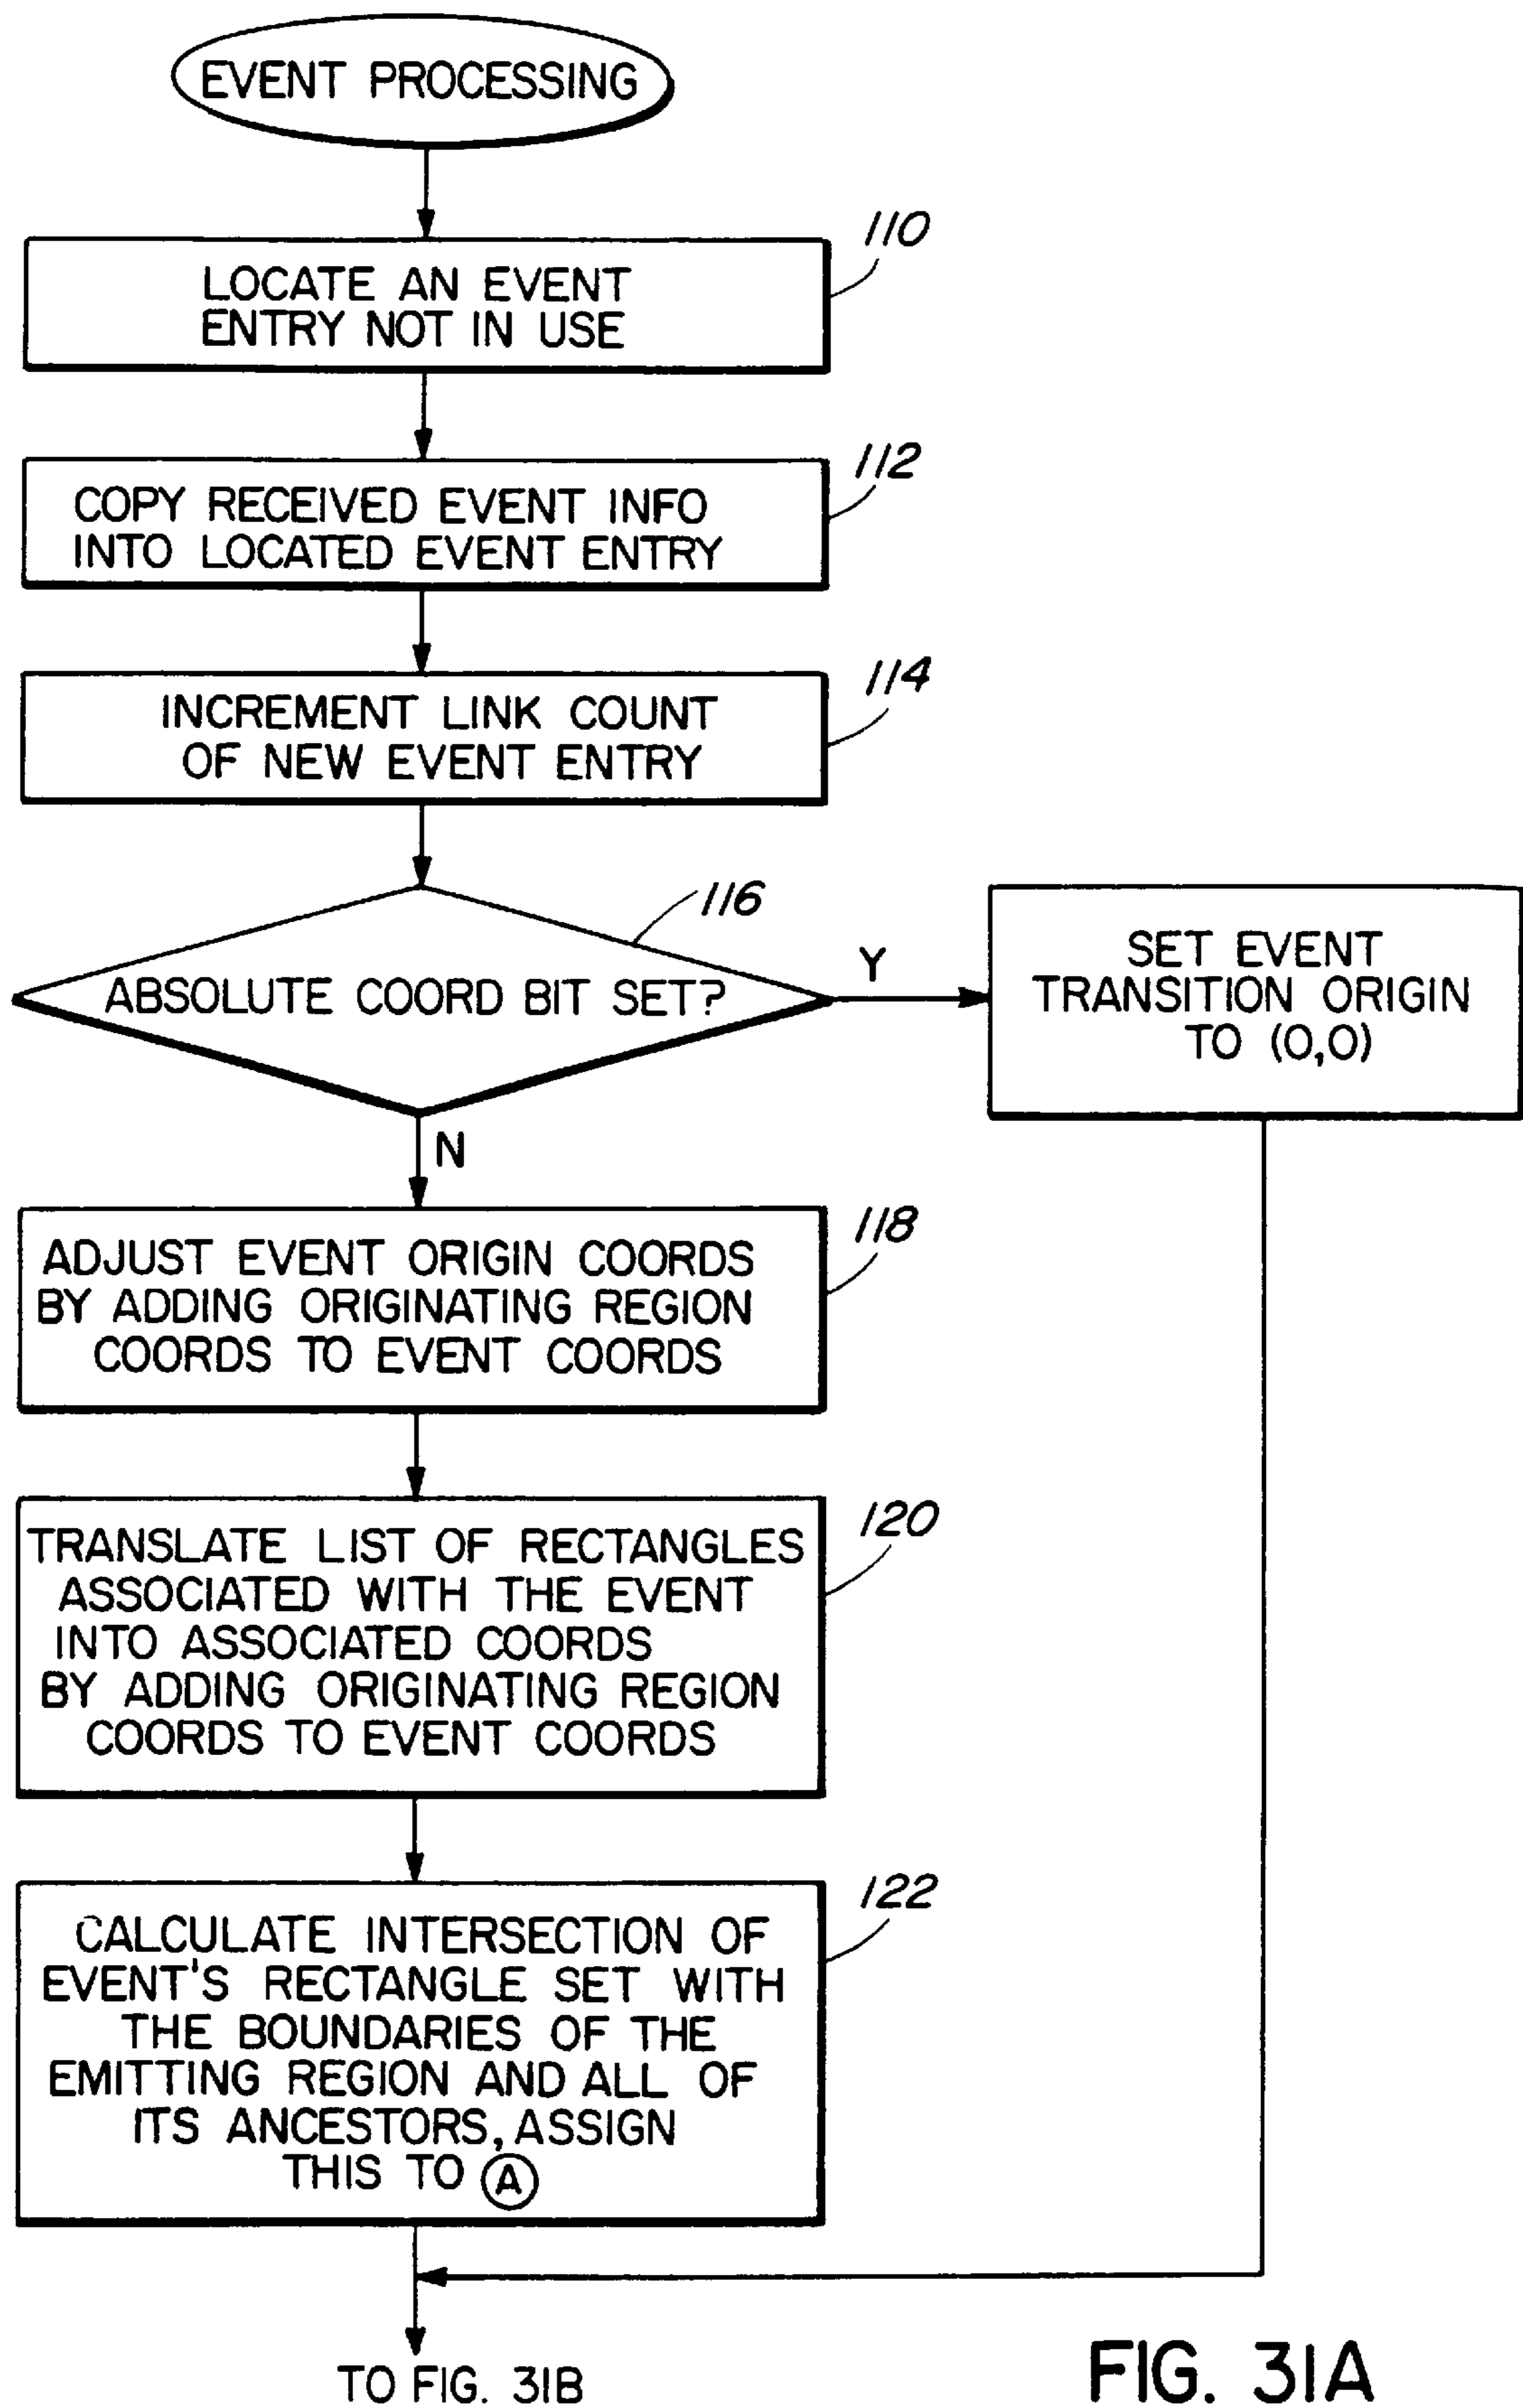 EVENT PROCESSING
110
LOCATE AN EVENT
ENTRY NOT IN USE
112
COPY RECEIVED EVENT INFO
INTO LOCATED EVENT ENTRY
114
INCREMENT LINK COUNT
OF NEW EVENT ENTRY
116
ABSOLUTE COORD BIT SET?
Y
SET EVENT
TRANSITION ORIGIN
TO (0,0)
N
118
ADJUST EVENT ORIGIN COORDS
BY ADDING ORIGINATING REGION
COORDS TO EVENT COORDS
120
TRANSLATE LIST OF RECTANGLES
ASSOCIATED WITH THE EVENT
INTO ASSOCIATED COORDS
BY ADDING ORIGINATING REGION
COORDS TO EVENT COORDS
122
CALCULATE INTERSECTION OF
EVENT'S RECTANGLE SET WITH
THE BOUNDARIES OF THE
EMITTING REGION AND ALL OF
ITS ANCESTORS, ASSIGN
THIS TO A
TO FIG. 31B
FIG. 31A